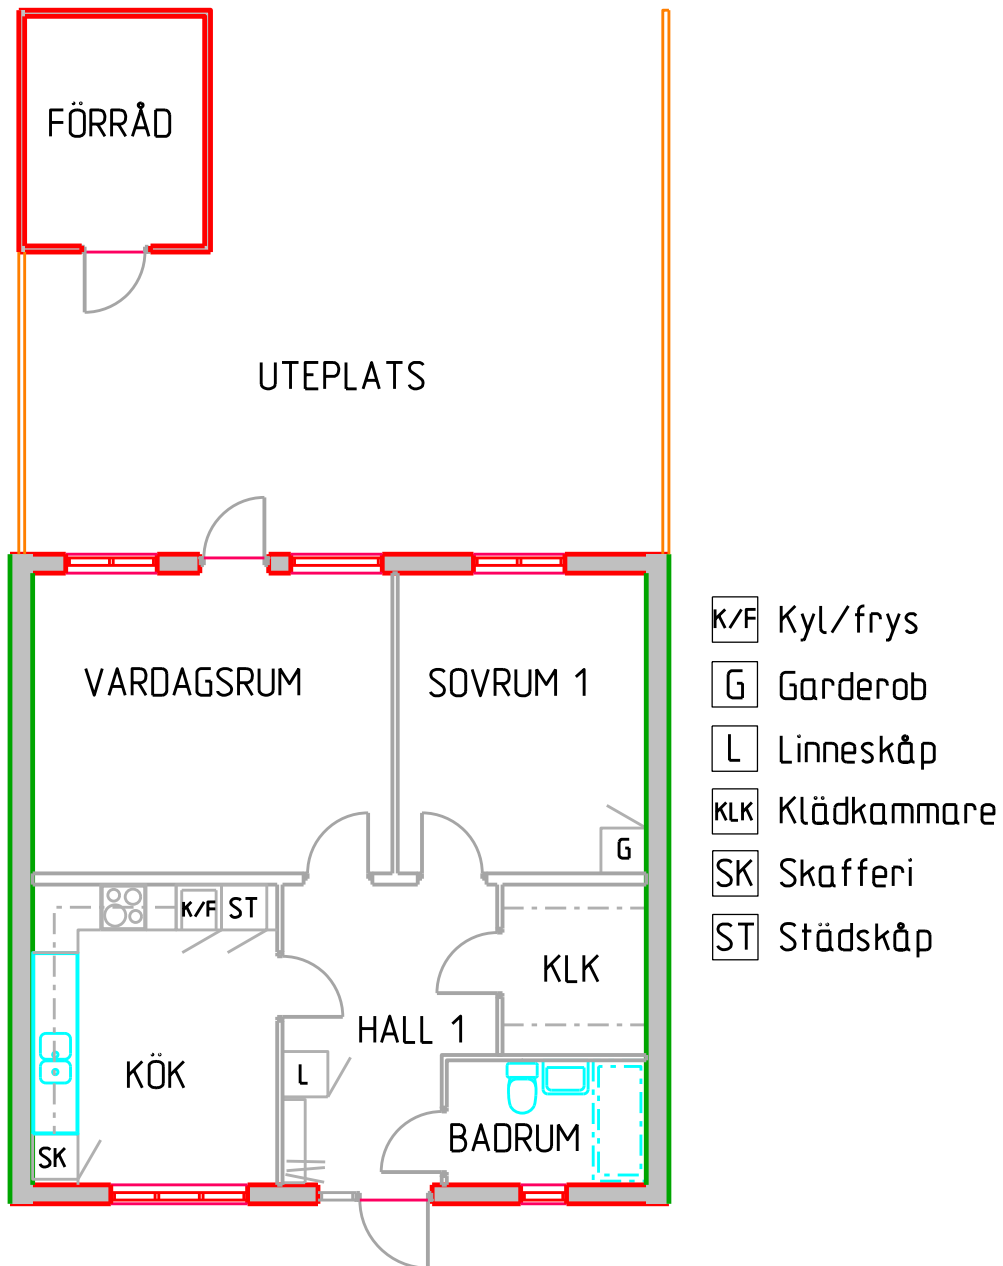 FÖRRÅD
UTEPLATS
VARDAGSRUM
SOVRUM 1
G
K/F
ST
KLK
HALL 1
KÖK
L
BADRUM
SK
K/F Kyl/frys
G Garderob
L Linneskåp
KLK Klädkammare
SK Skafferi
ST Städskåp